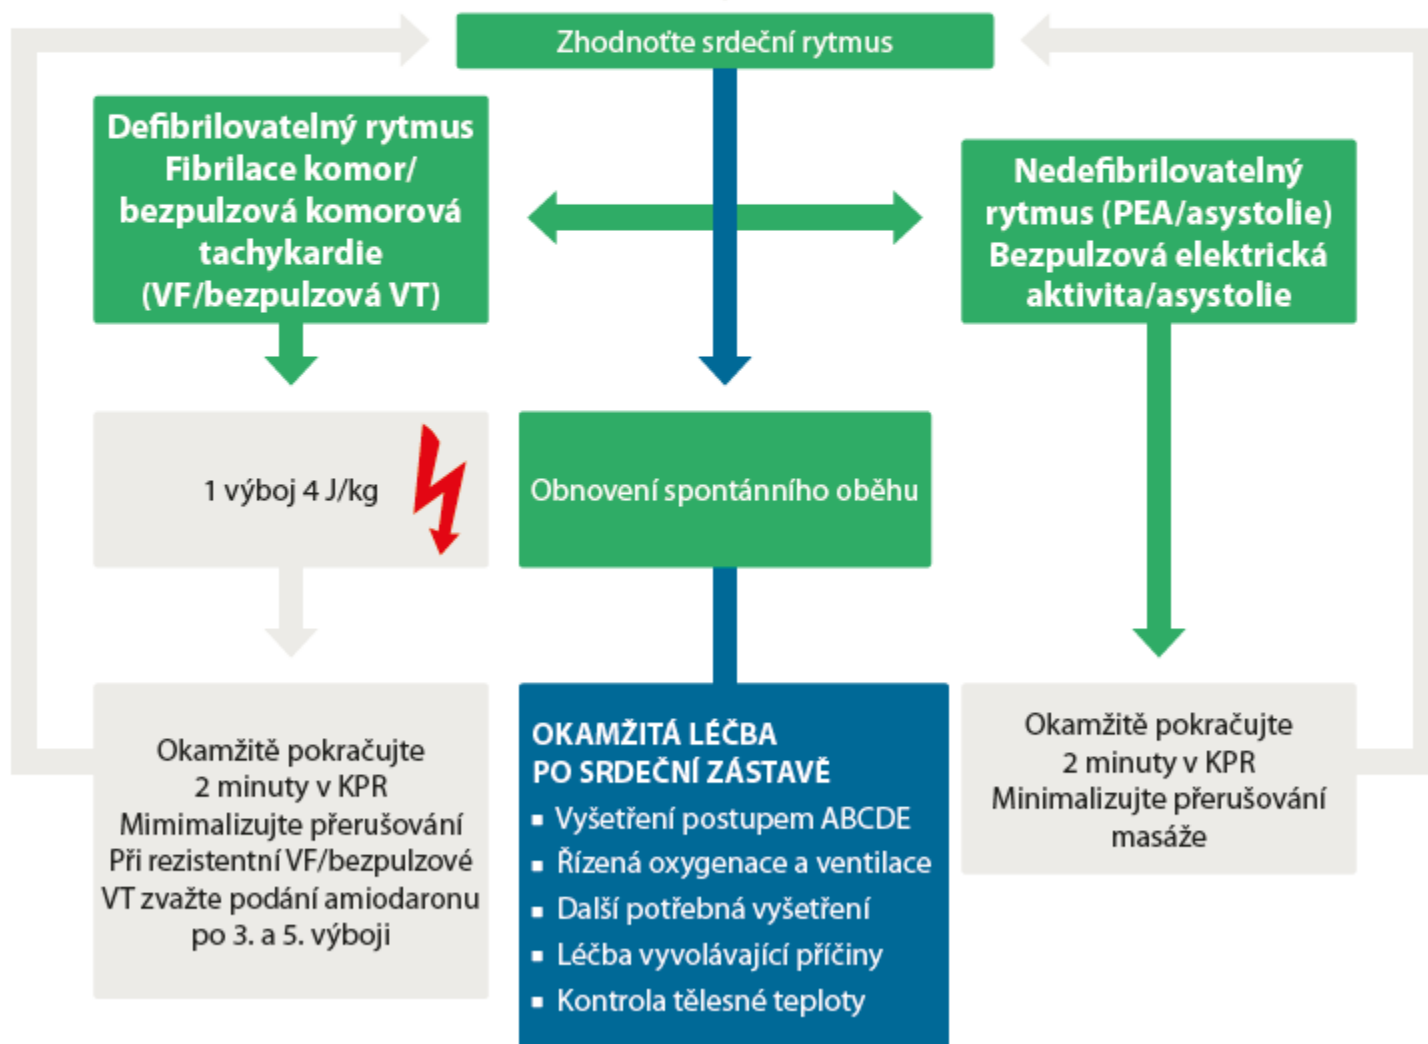 Zhodnoťte srdeční rytmus
Defibrilovatelný rytmus
Fibrilace komor/
bezpulzová komorová
tachykardie
(VF/bezpulzová VT)
Nedefibrilovatelný
rytmus (PEA/asystolie)
Bezpulzová elektrická
aktivita/asystolie
1 výboj 4 J/kg
Obnovení spontánního oběhu
Okamžitě pokračujte
2 minuty v KPR
Mimimalizujte přerušování
Při rezistentní VF/bezpulzové
VT zvažte podání amiodaronu
po 3. a 5. výboji
OKAMŽITÁ LÉČBA
PO SRDEČNÍ ZÁSTAVĚ
▪ Vyšetření postupem ABCDE
▪ Řízená oxygenace a ventilace
▪ Další potřebná vyšetření
▪ Léčba vyvolávající příčiny
▪ Kontrola tělesné teploty
Okamžitě pokračujte
2 minuty v KPR
Minimalizujte přerušování
masáže